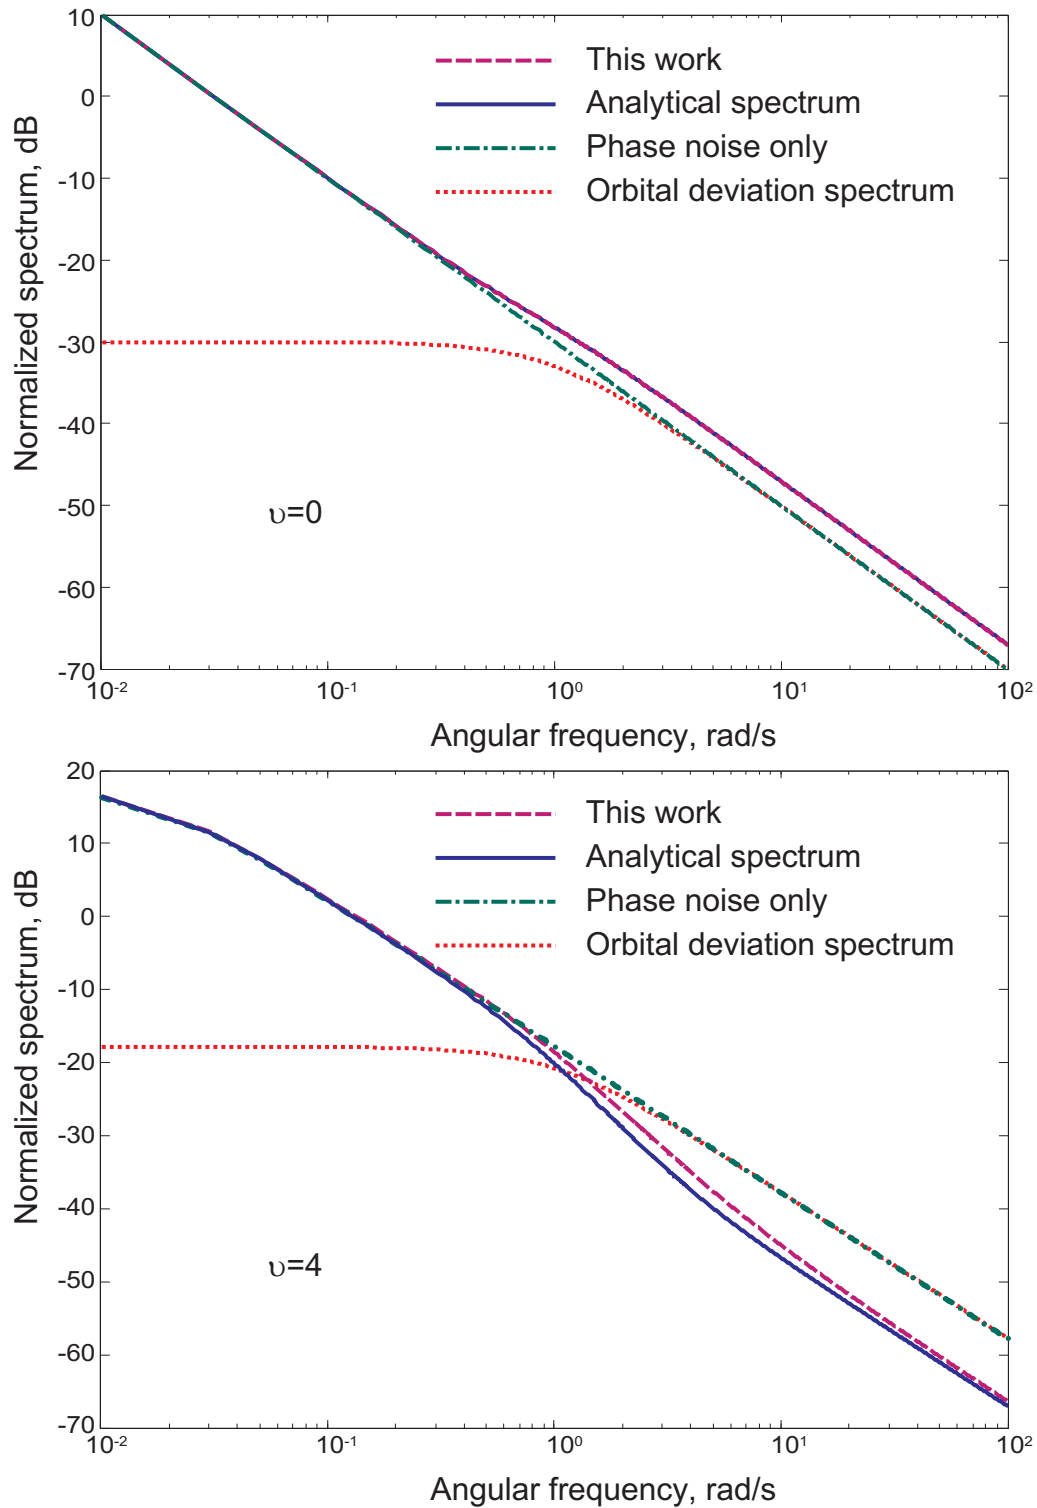 Normalized spectrum, dB
10
0
-10
-20
-30
-40
-50
-60
-70
This work
Analytical spectrum
Phase noise only
Orbital deviation spectrum
υ=0
10⁻² 10⁻¹ 10⁰ 10¹ 10²
Angular frequency, rad/s
Normalized spectrum, dB
20
10
0
-10
-20
-30
-40
-50
-60
-70
This work
Analytical spectrum
Phase noise only
Orbital deviation spectrum
υ=4
10⁻² 10⁻¹ 10⁰ 10¹ 10²
Angular frequency, rad/s